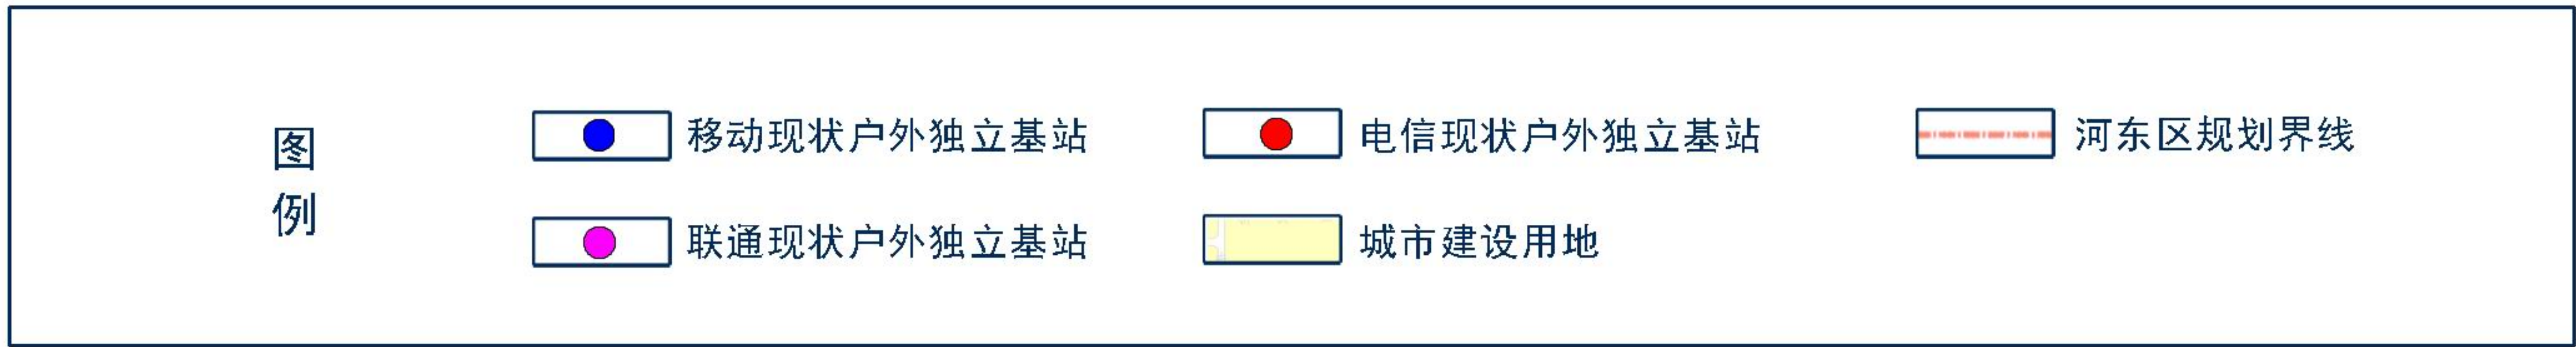 图例
移动现状户外独立基站
电信现状户外独立基站
河东区规划界线
联通现状户外独立基站
城市建设用地